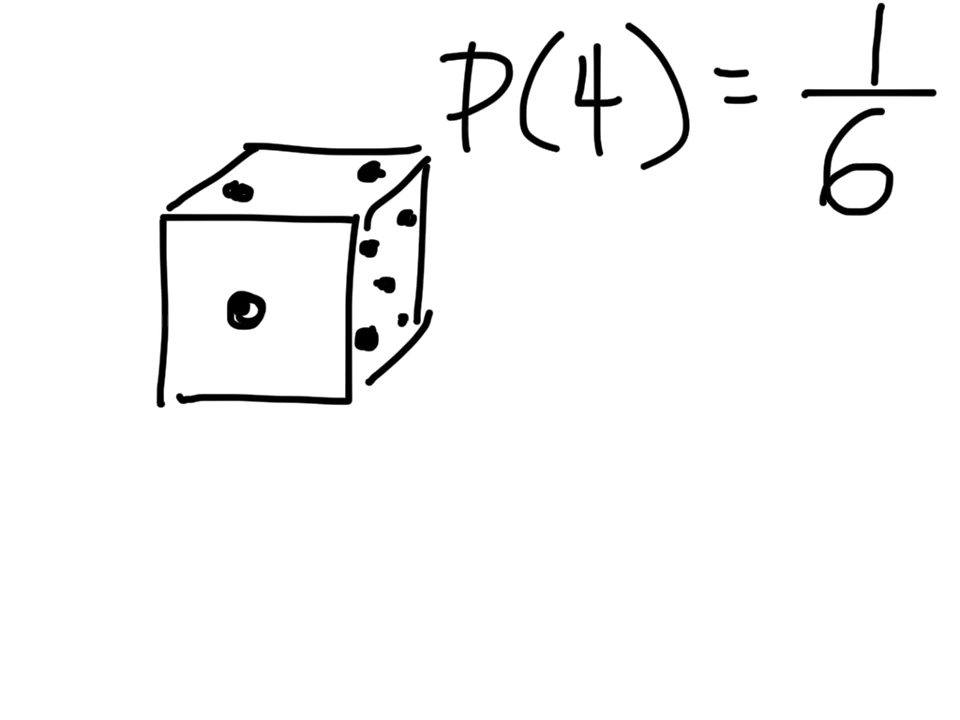 P(4) = 1/6